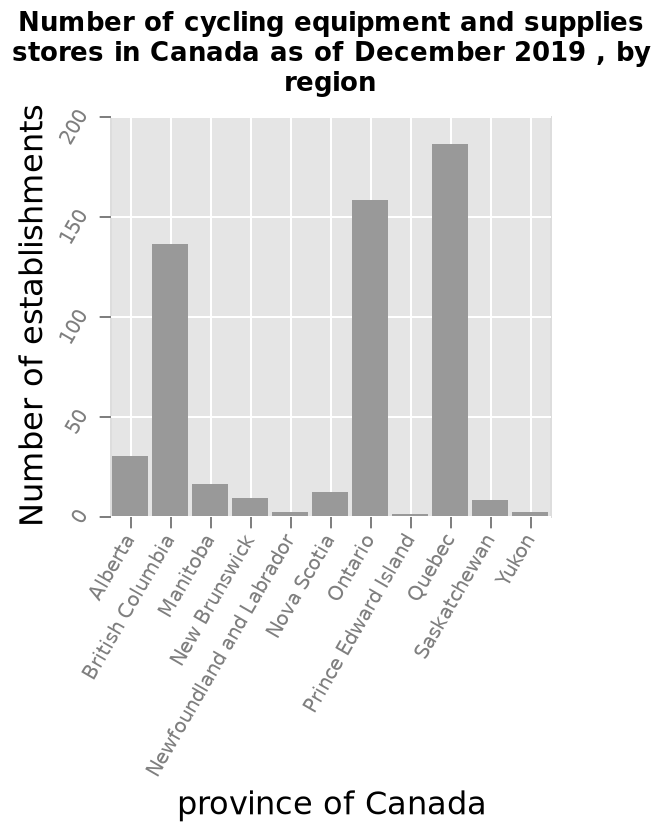 Number of cycling equipment and supplies
stores in Canada as of December 2019 , by
region
Number of establishments
200
150
100
50
0
Alberta
British Columbia
Manitoba
New Brunswick
Newfoundland and Labrador
Nova Scotia
Ontario
Prince Edward Island
Quebec
Saskatchewan
Yukon
province of Canada